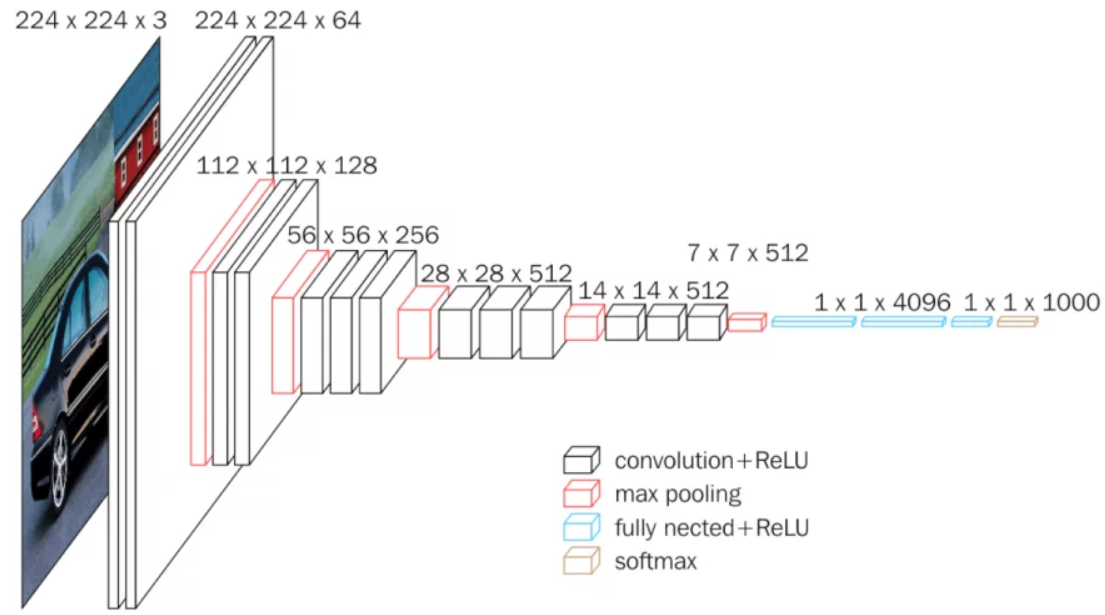 224 x 224 x 3
224 x 224 x 64
112 x 112 x 128
56 x 56 x 256
28 x 28 x 512
14 x 14 x 512
7 x 7 x 512
1 x 1 x 4096
1 x 1 x 1000
convolution+ReLU
max pooling
fully nected+ReLU
softmax